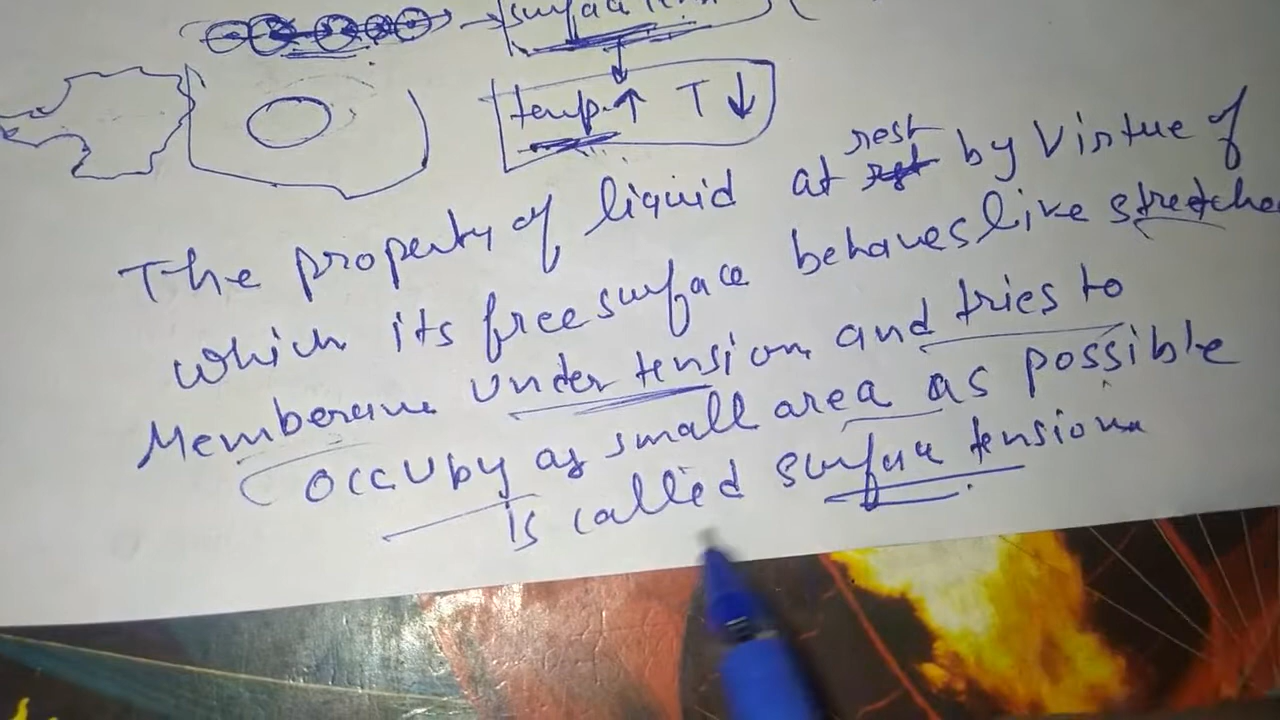 temp.↑ T↓
The property of liquid at rest by Virtue of
which its free surface behaves like stretche
Memberane under tension and tries to
occupy as small area as possible
is called surface tension